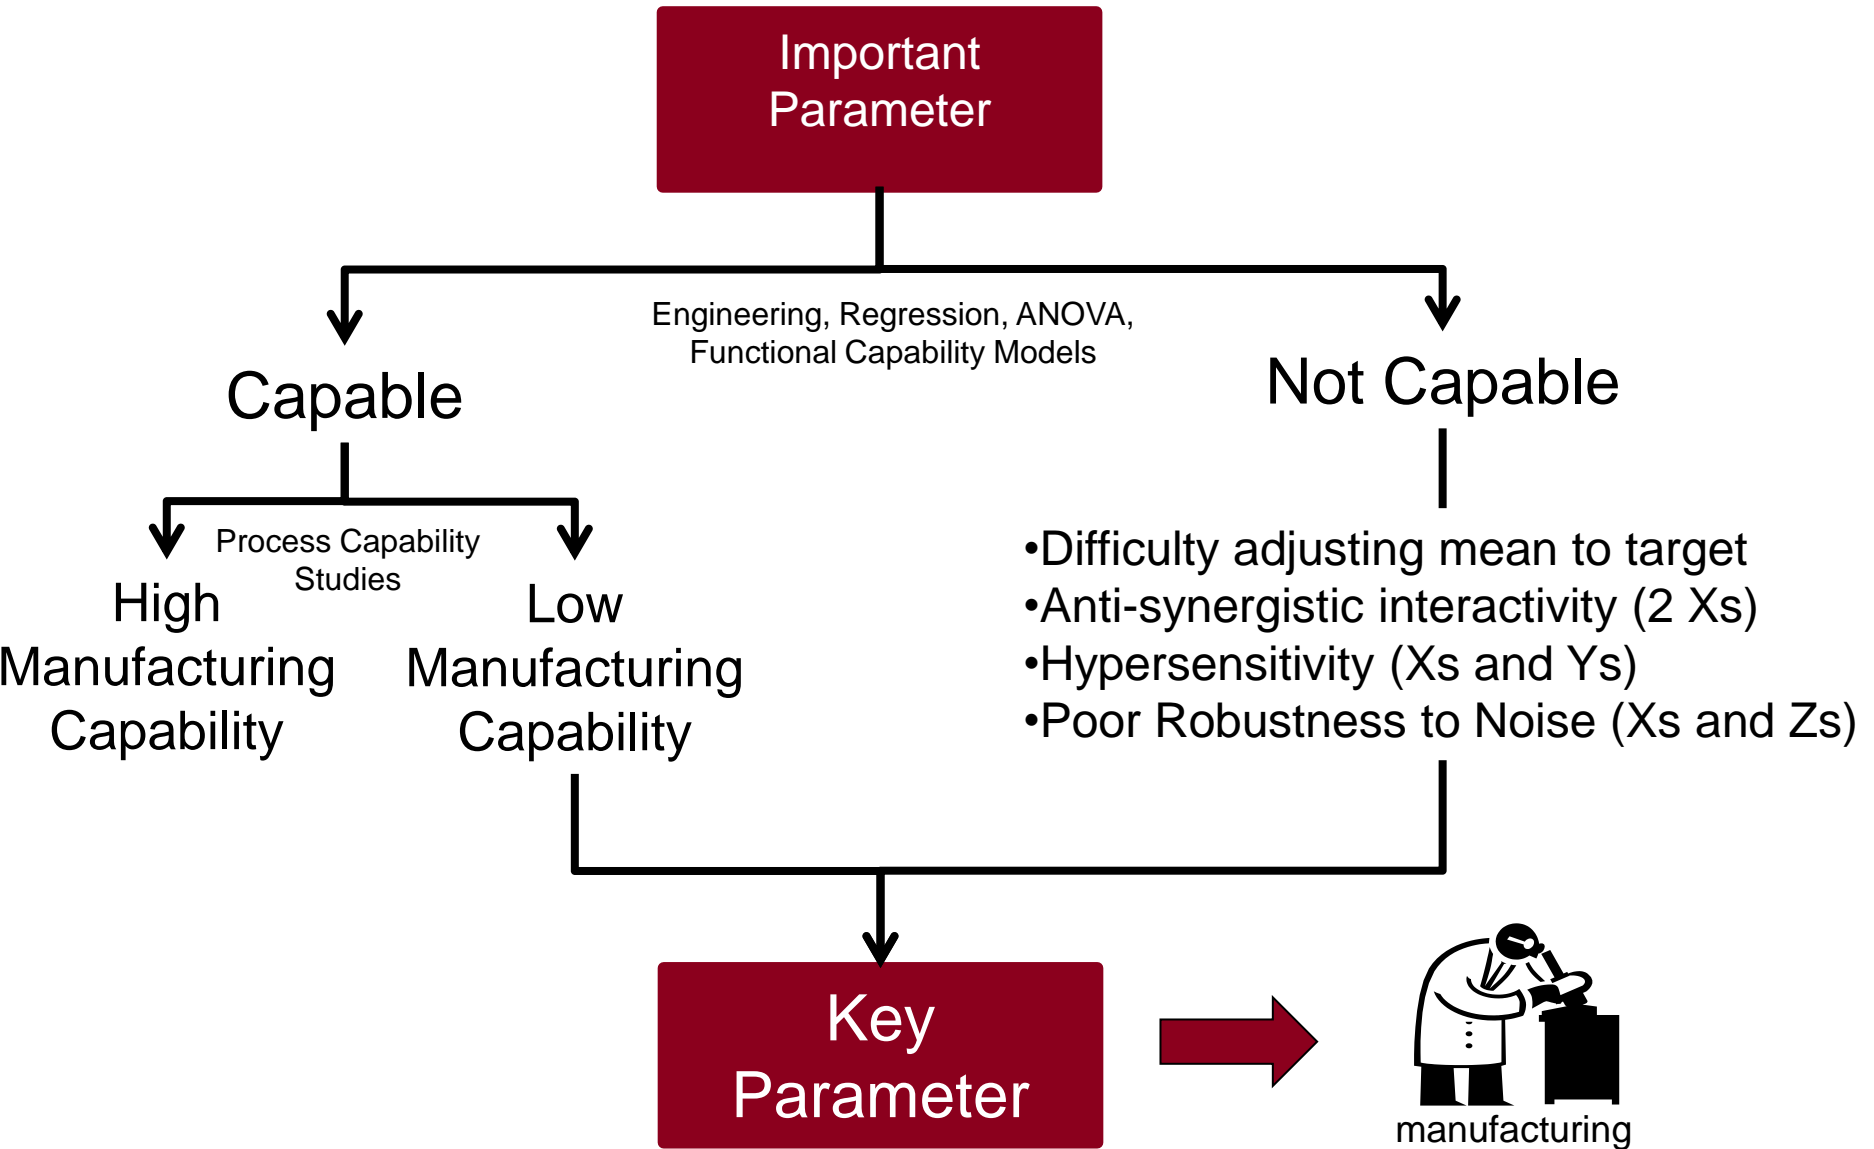 Important
Parameter
Engineering, Regression, ANOVA,
Functional Capability Models
Capable
Not Capable
Process Capability
Studies
High
Manufacturing
Capability
Low
Manufacturing
Capability
•Difficulty adjusting mean to target
•Anti-synergistic interactivity (2 Xs)
•Hypersensitivity (Xs and Ys)
•Poor Robustness to Noise (Xs and Zs)
Key
Parameter
manufacturing